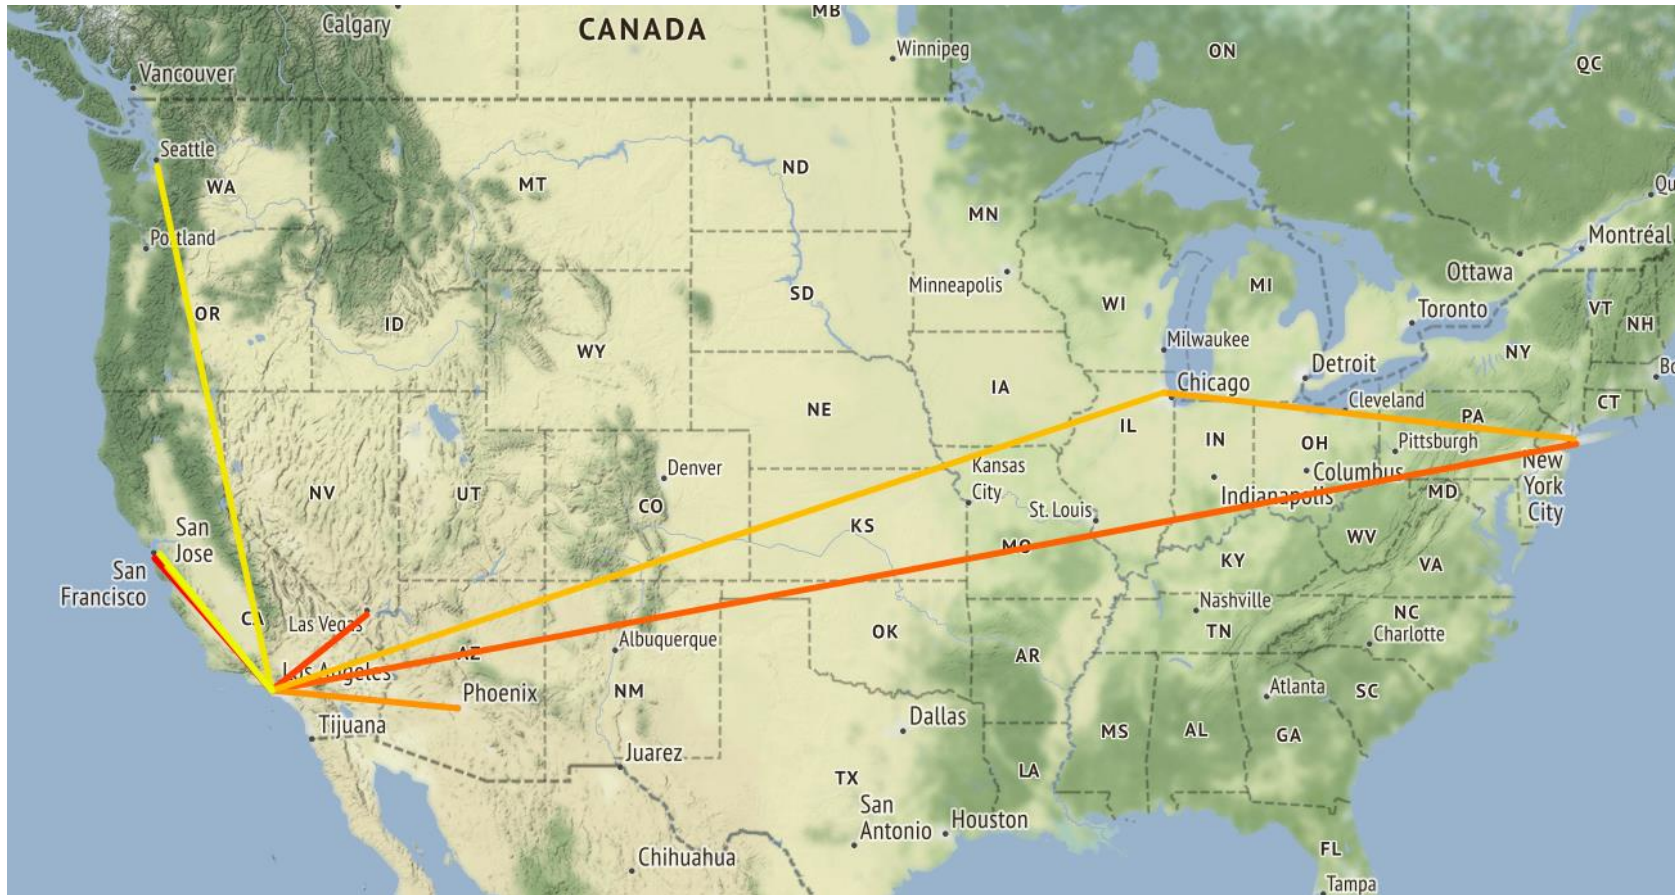 MB
Calgary
CANADA
Winnipeg
ON
QC
Vancouver
Seattle
WA
MT
ND
MN
Portland
Montréal
Ottawa
OR
ID
WY
SD
Minneapolis
WI
MI
Toronto
VT
NH
Milwaukee
Detroit
NY
IA
Chicago
NE
IL
IN
OH
Cleveland
PA
CT
Pittsburgh
NV
UT
Denver
CO
Kansas
City
St. Louis
Indianapolis
Columbus
New
York
City
MD
San
Jose
KS
MO
WV
KY
VA
San
Francisco
CA
Las Vegas
AZ
Albuquerque
OK
Nashville
TN
NC
Charlotte
Los Angeles
Phoenix
NM
AR
Atlanta
SC
Tijuana
Dallas
MS
AL
GA
Juarez
TX
LA
San
Antonio
Houston
Chihuahua
FL
Tampa